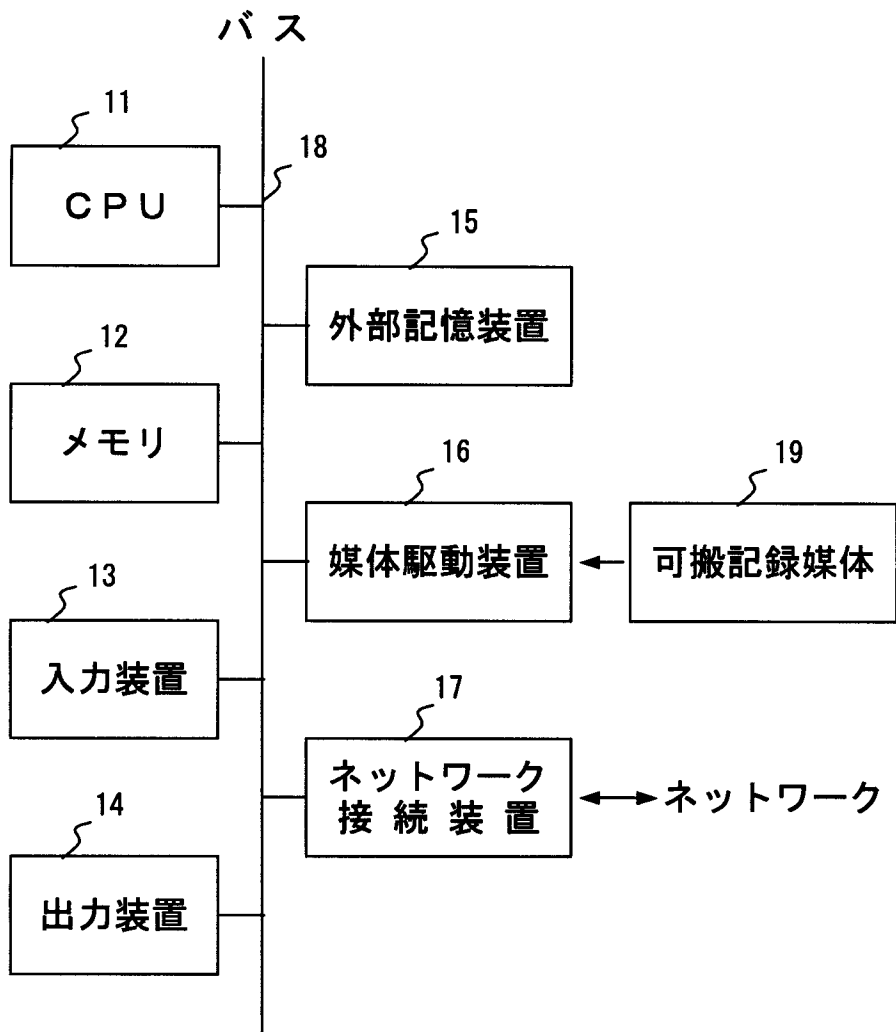 バス
11
18
CPU
15
外部記憶装置
12
メモリ
16
19
媒体駆動装置
可搬記録媒体
13
入力装置
17
ネットワーク
接続装置
ネットワーク
14
出力装置